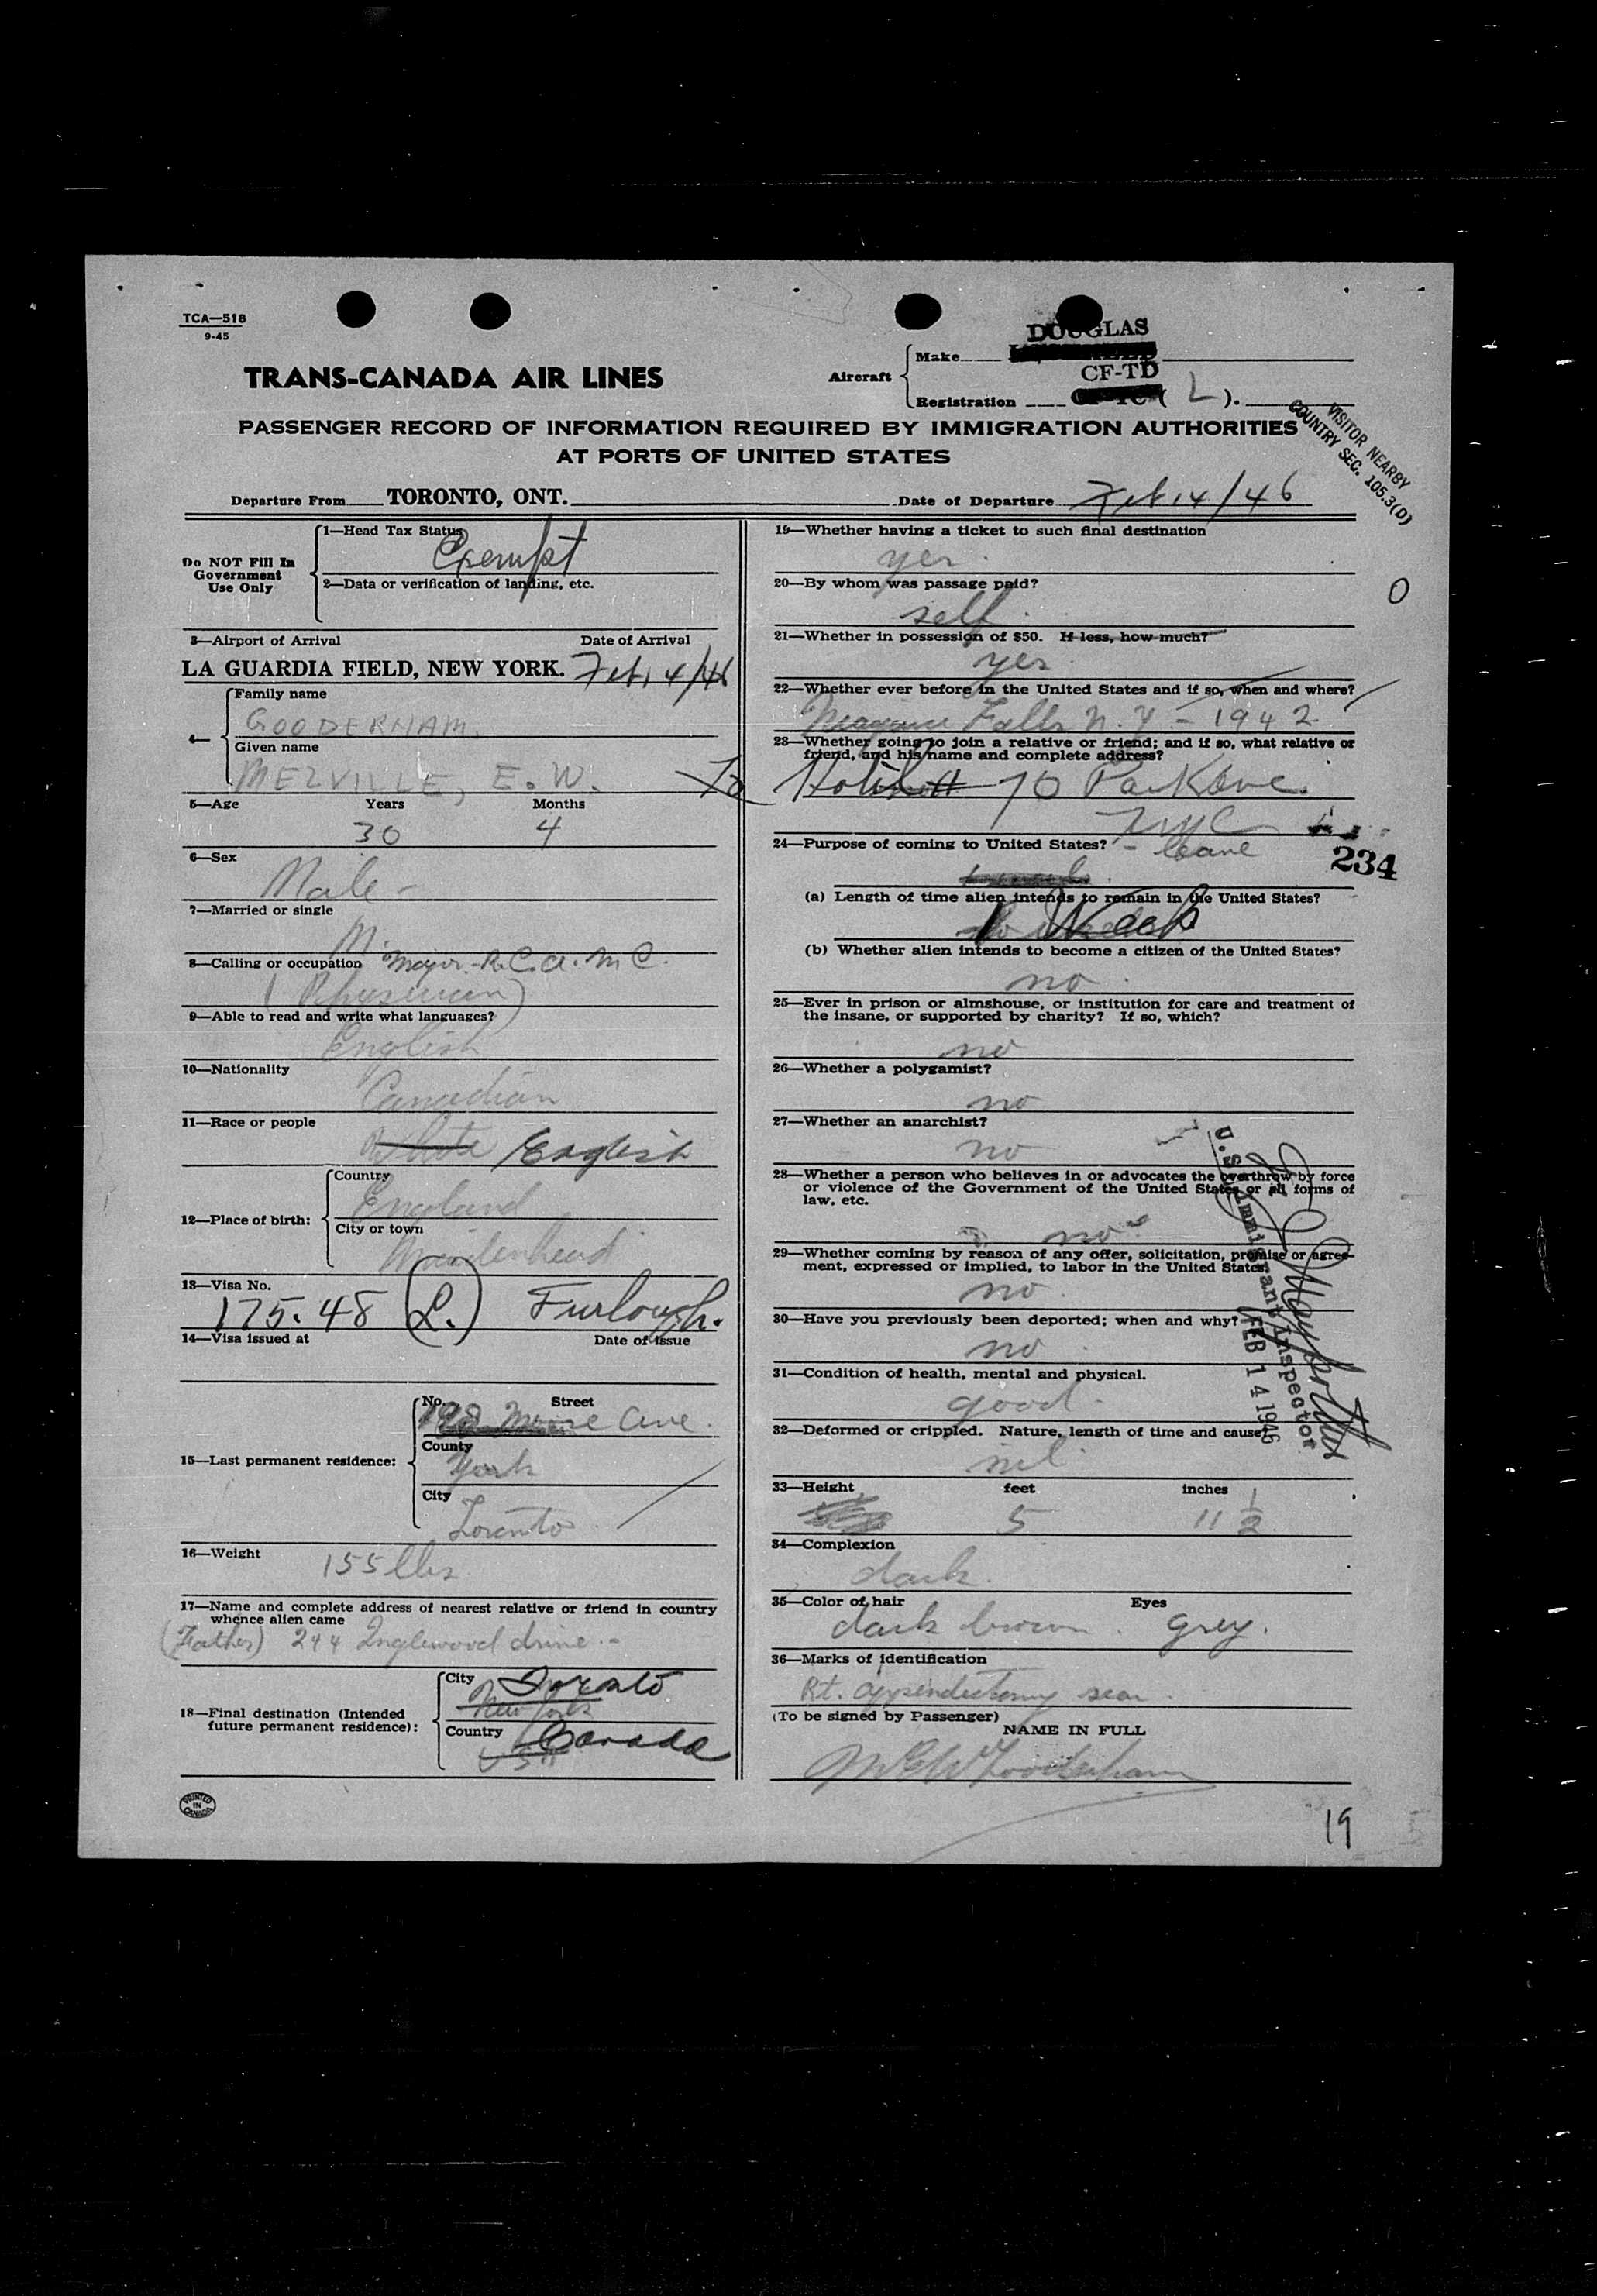 TCA—518
9-45
DOUGLAS
Make
TRANS-CANADA AIR LINES
Aircraft
CF-TD
Registration ( L ).
PASSENGER RECORD OF INFORMATION REQUIRED BY IMMIGRATION AUTHORITIES
AT PORTS OF UNITED STATES
VISITOR NEARBY
COUNTRY SEC. 105.3(D)
Departure From TORONTO, ONT. Date of Departure Feb 14/46
Do NOT Fill In
Government
Use Only
1—Head Tax Status
Exempt
2—Data or verification of landing, etc.
3—Airport of Arrival Date of Arrival
LA GUARDIA FIELD, NEW YORK. Feb 14/46
4—
Family name
GOODERHAM.
Given name
MELVILLE, E. W.
5—Age Years Months
30 4
6—Sex
Male -
7—Married or single
M.
8—Calling or occupation Major - R.C.A.M.C.
(Physician)
9—Able to read and write what languages?
English
10—Nationality
Canadian
11—Race or people
White English
12—Place of birth:
Country
England
City or town
Maidenhead
13—Visa No.
175.48 (L.) Furlough.
14—Visa issued at Date of issue
15—Last permanent residence:
No. Street
Moore Ave.
County
York
City
Toronto
16—Weight 155 lbs
17—Name and complete address of nearest relative or friend in country
whence alien came
(Father) 244 Inglewood drive -
18—Final destination (Intended
future permanent residence):
City Toronto
New York
Country Canada
USA
PRINTED
IN
CANADA
19—Whether having a ticket to such final destination
yes.
20—By whom was passage paid?
self.
0
21—Whether in possession of $50. If less, how much?
yes
22—Whether ever before in the United States and if so, when and where?
Niagara Falls N.Y - 1942
23—Whether going to join a relative or friend; and if so, what relative or
friend, and his name and complete address?
To 70 Park Ave.
NYC
24—Purpose of coming to United States? - leave
234
(a) Length of time alien intends to remain in the United States?
1 Week
(b) Whether alien intends to become a citizen of the United States?
no
25—Ever in prison or almshouse, or institution for care and treatment of
the insane, or supported by charity? If so, which?
no
26—Whether a polygamist?
no
27—Whether an anarchist?
no
28—Whether a person who believes in or advocates the overthrow by force
or violence of the Government of the United States or all forms of
law, etc.
no
29—Whether coming by reason of any offer, solicitation, promise or agree-
ment, expressed or implied, to labor in the United States
no.
30—Have you previously been deported; when and why?
no
31—Condition of health, mental and physical.
good.
32—Deformed or crippled. Nature, length of time and cause?
nil
U.S. Immigrant Inspector
FEB 14 1946
33—Height feet inches
5 11 1/2
34—Complexion
dark.
35—Color of hair Eyes
dark brown. grey.
36—Marks of identification
Rt. appendectomy scar.
(To be signed by Passenger)
NAME IN FULL
M E W Gooderham
19
5